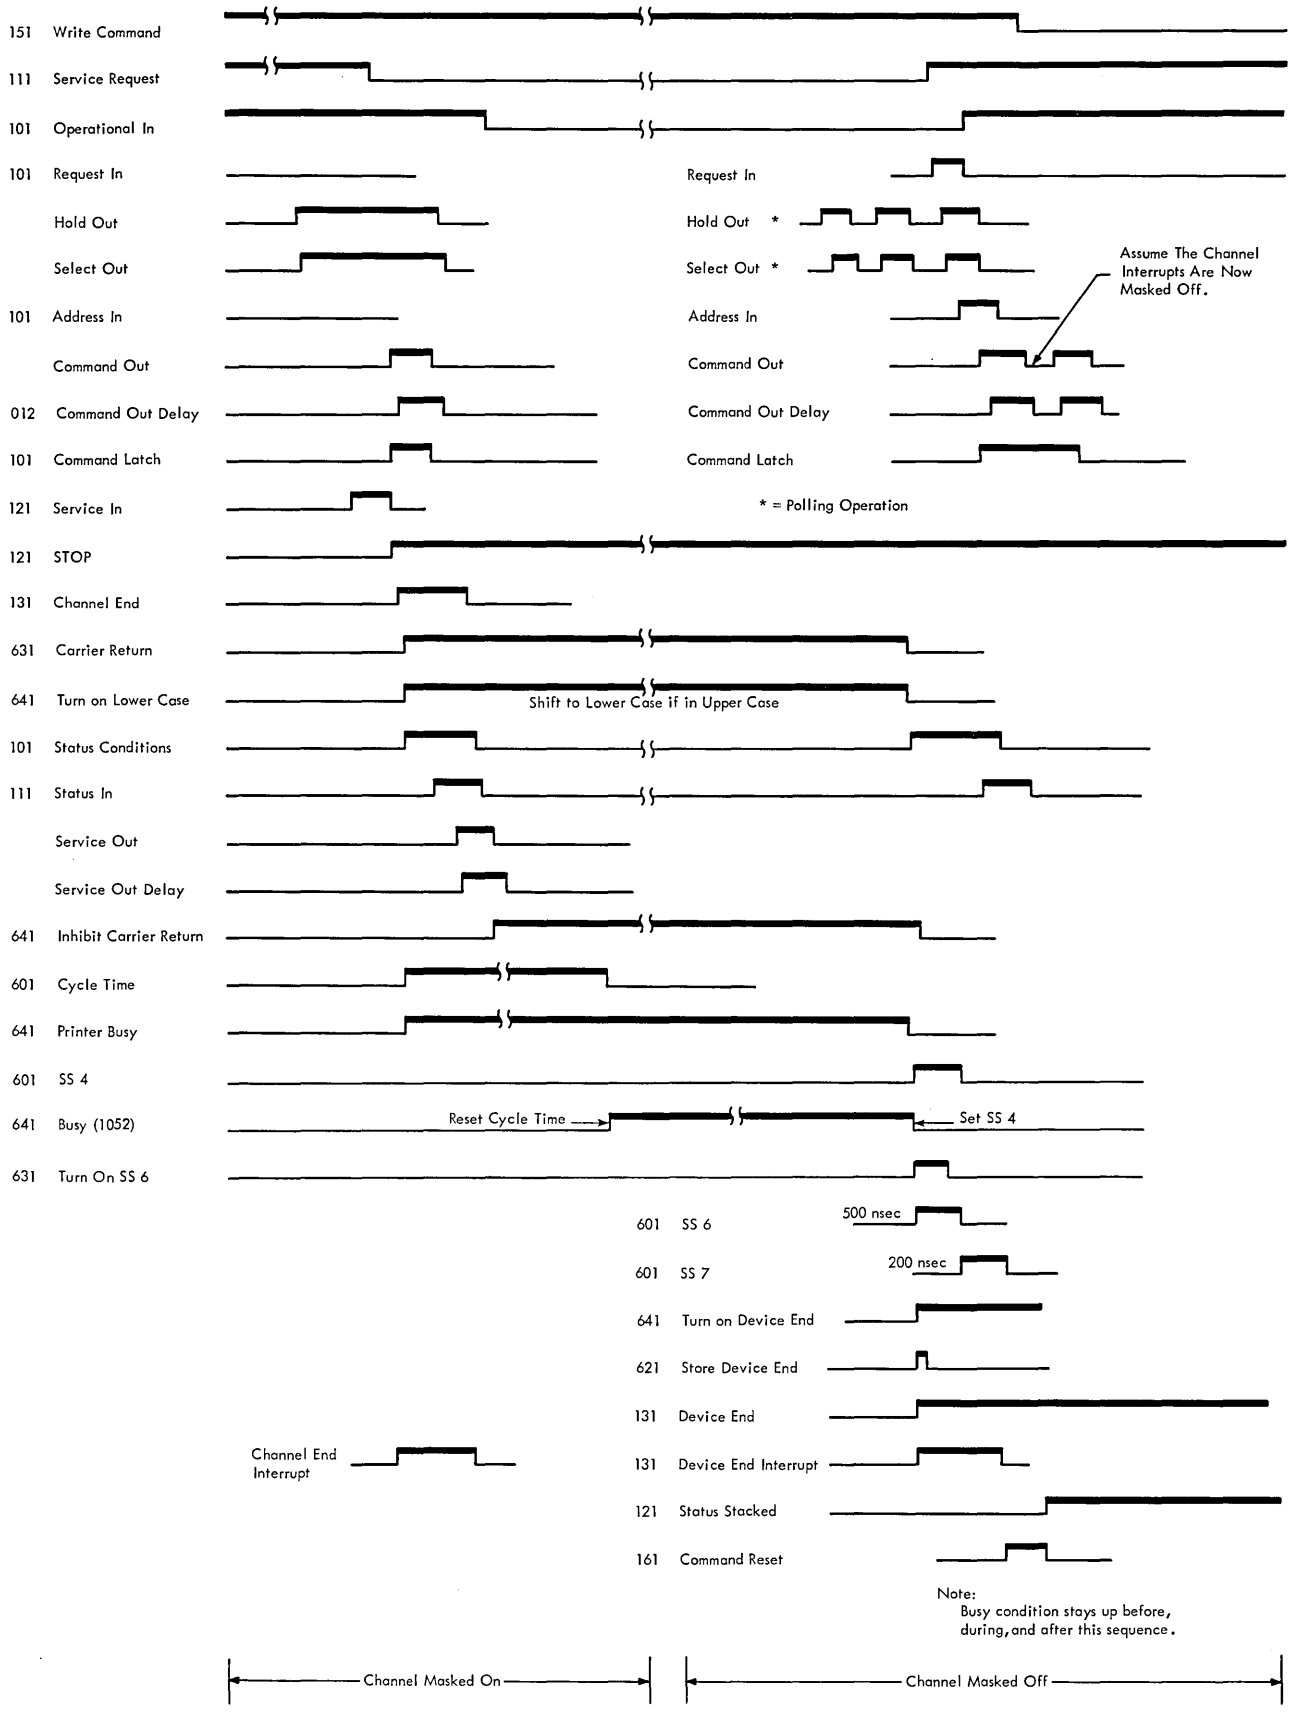 151 Write Command
111 Service Request
101 Operational In
101 Request In
Request In
Hold Out
Hold Out *
Select Out
Select Out *
Assume The Channel
Interrupts Are Now
Masked Off.
101 Address In
Address In
Command Out
Command Out
012 Command Out Delay
Command Out Delay
101 Command Latch
Command Latch
121 Service In
* = Polling Operation
121 STOP
131 Channel End
631 Carrier Return
641 Turn on Lower Case
Shift to Lower Case if in Upper Case
101 Status Conditions
111 Status In
Service Out
Service Out Delay
641 Inhibit Carrier Return
601 Cycle Time
641 Printer Busy
601 SS 4
641 Busy (1052)
Reset Cycle Time
Set SS 4
631 Turn On SS 6
601 SS 6
500 nsec
601 SS 7
200 nsec
641 Turn on Device End
621 Store Device End
131 Device End
Channel End
Interrupt
131 Device End Interrupt
121 Status Stacked
161 Command Reset
Note:
Busy condition stays up before,
during, and after this sequence.
Channel Masked On
Channel Masked Off